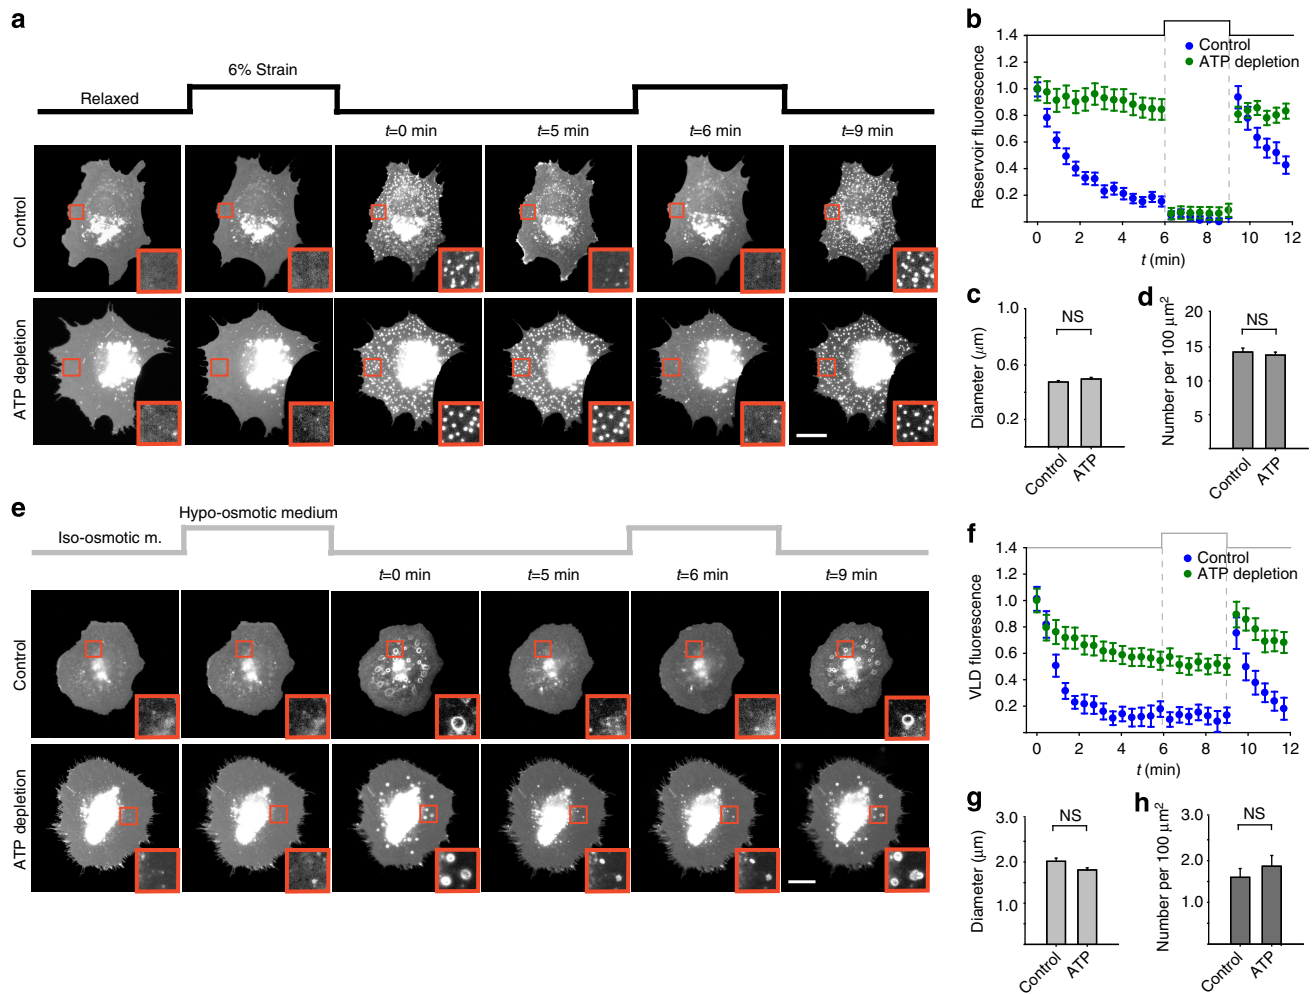 a
6% Strain
Relaxed
t=0 min
t=5 min
t=6 min
t=9 min
Control
ATP depletion
b
Reservoir fluorescence
1.4
1.2
1.0
0.8
0.6
0.4
0.2
Control
ATP depletion
0
2
4
6
8
10
12
t (min)
c
Diameter (μm)
1.0
0.6
0.2
NS
Control
ATP
d
Number per 100 μm²
20
15
10
5
NS
Control
ATP
e
Hypo-osmotic medium
Iso-osmotic m.
t=0 min
t=5 min
t=6 min
t=9 min
Control
ATP depletion
f
VLD fluorescence
1.4
1.2
1.0
0.8
0.6
0.4
0.2
Control
ATP depletion
0
2
4
6
8
10
12
t (min)
g
Diameter (μm)
3.0
2.0
1.0
NS
Control
ATP
h
Number per 100 μm²
3.0
2.0
1.0
NS
Control
ATP